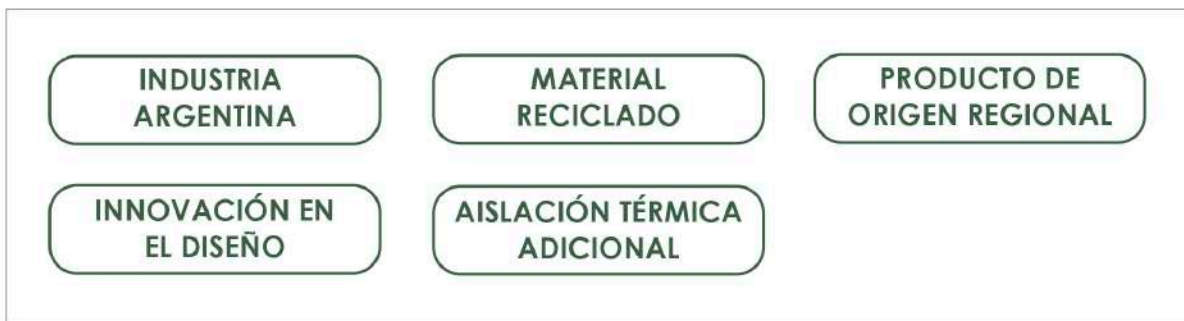 INDUSTRIA
ARGENTINA
MATERIAL
RECICLADO
PRODUCTO DE
ORIGEN REGIONAL
INNOVACIÓN EN
EL DISEÑO
AISLACIÓN TÉRMICA
ADICIONAL